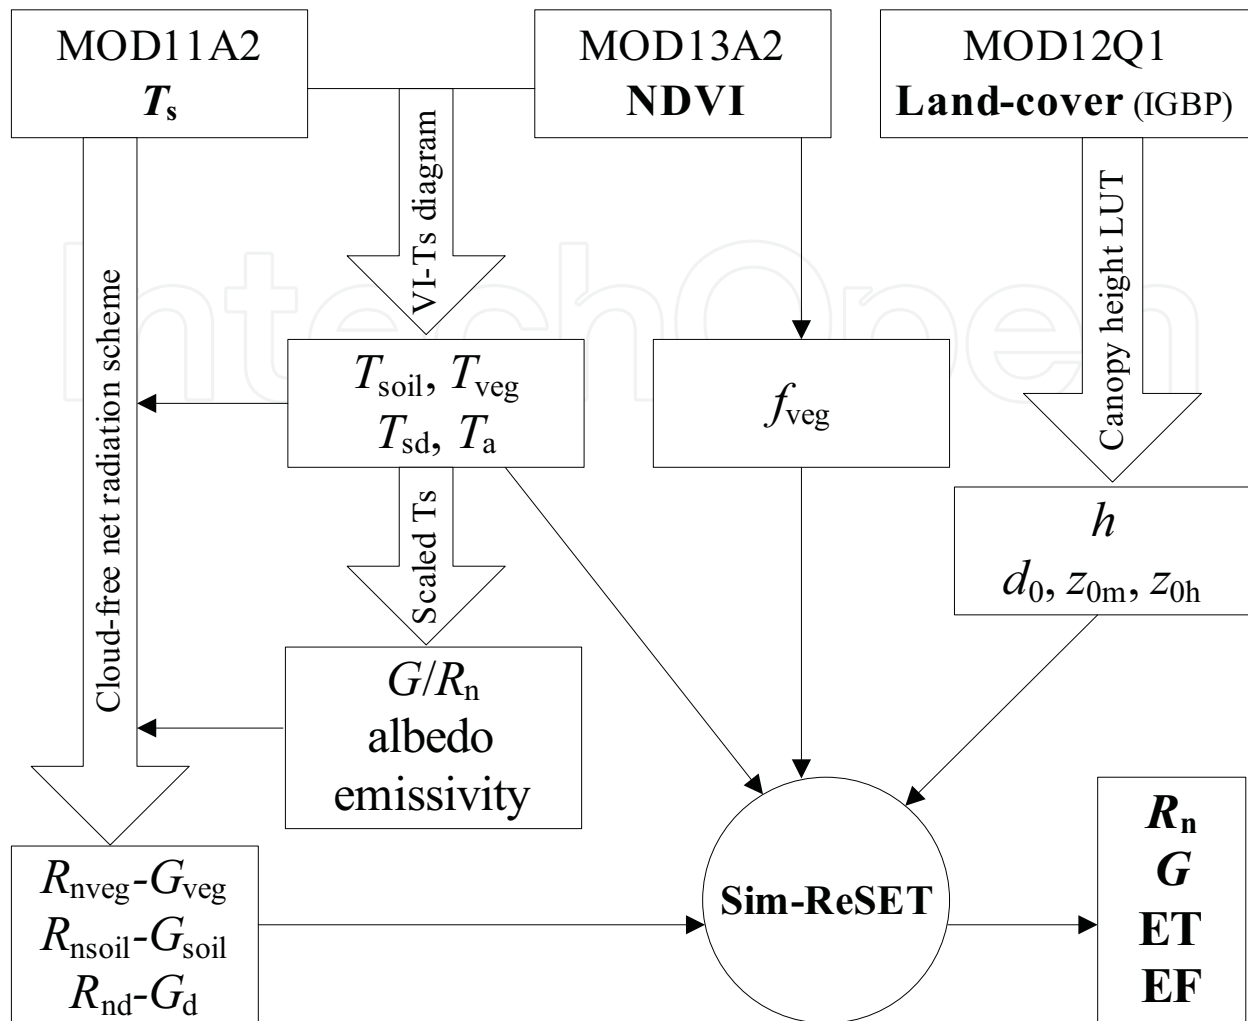 MOD11A2
Ts
MOD13A2
NDVI
MOD12Q1
Land-cover (IGBP)
VI-Ts diagram
Canopy height LUT
Cloud-free net radiation scheme
IntechOpen
Tsoil, Tveg
Tsd, Ta
fveg
h
d0, z0m, z0h
Scaled Ts
G/Rn
albedo
emissivity
Rnveg-Gveg
Rnsoil-Gsoil
Rnd-Gd
Sim-ReSET
Rn
G
ET
EF